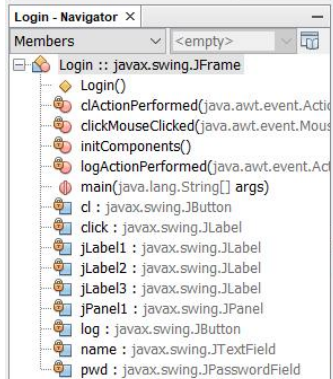 Login - Navigator ×
Members <empty>
Login :: javax.swing.JFrame
Login()
clActionPerformed(java.awt.event.Actic
clickMouseClicked(java.awt.event.Mous
initComponents()
logActionPerformed(java.awt.event.Act
main(java.lang.String[] args)
cl : javax.swing.JButton
click : javax.swing.JLabel
jLabel1 : javax.swing.JLabel
jLabel2 : javax.swing.JLabel
jLabel3 : javax.swing.JLabel
jPanel1 : javax.swing.JPanel
log : javax.swing.JButton
name : javax.swing.JTextField
pwd : javax.swing.JPasswordField